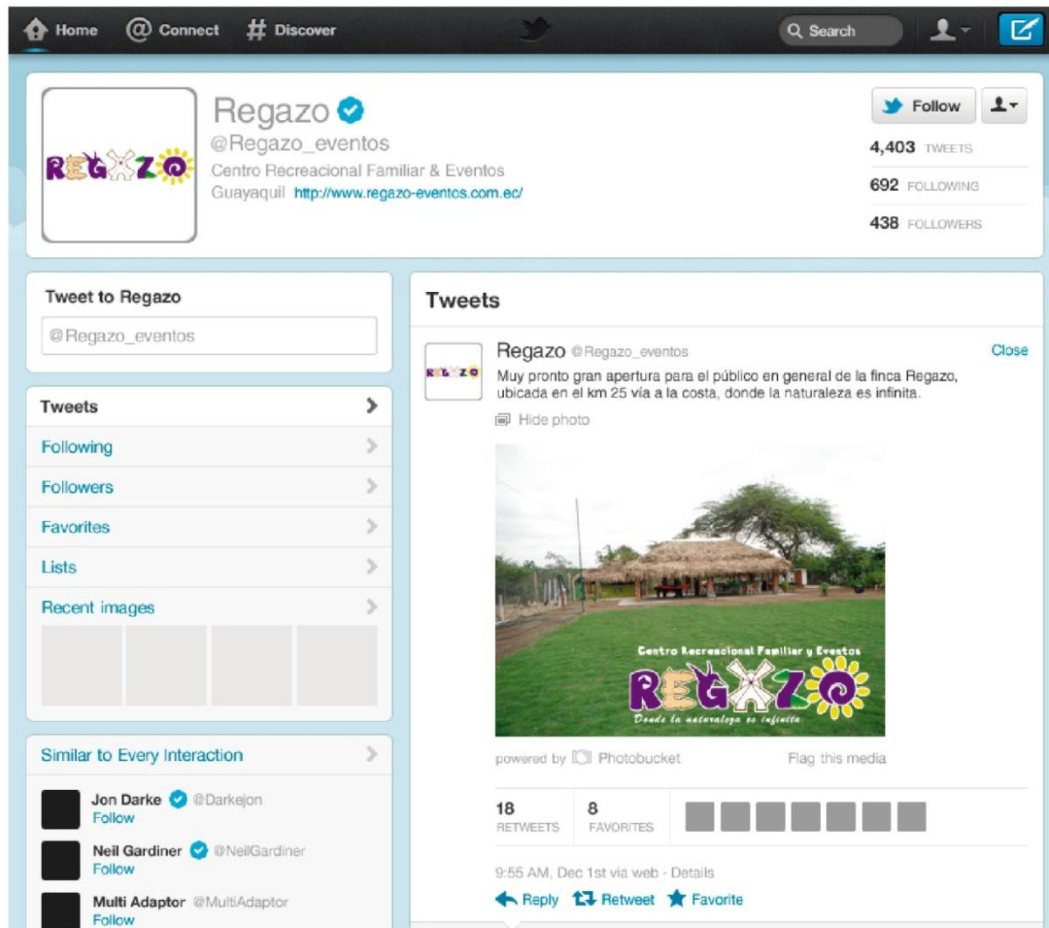 Home @ Connect # Discover
Search
REGAZO
Regazo
@Regazo_eventos
Centro Recreacional Familiar & Eventos
Guayaquil http://www.regazo-eventos.com.ec/
Follow
4,403 TWEETS
692 FOLLOWING
438 FOLLOWERS
Tweet to Regazo
@Regazo_eventos
Tweets
Following
Followers
Favorites
Lists
Recent images
Similar to Every Interaction
Jon Darke @Darkejon
Follow
Neil Gardiner @NeilGardiner
Follow
Multi Adaptor @MultiAdaptor
Follow
Tweets
REGAZO
Regazo @Regazo_eventos
Close
Muy pronto gran apertura para el público en general de la finca Regazo,
ubicada en el km 25 vía a la costa, donde la naturaleza es infinita.
Hide photo
Centro Recreacional Familiar y Eventos
REGAZO
Donde la naturaleza es infinita
powered by Photobucket
Flag this media
18 8
RETWEETS FAVORITES
9:55 AM, Dec 1st via web · Details
Reply Retweet Favorite